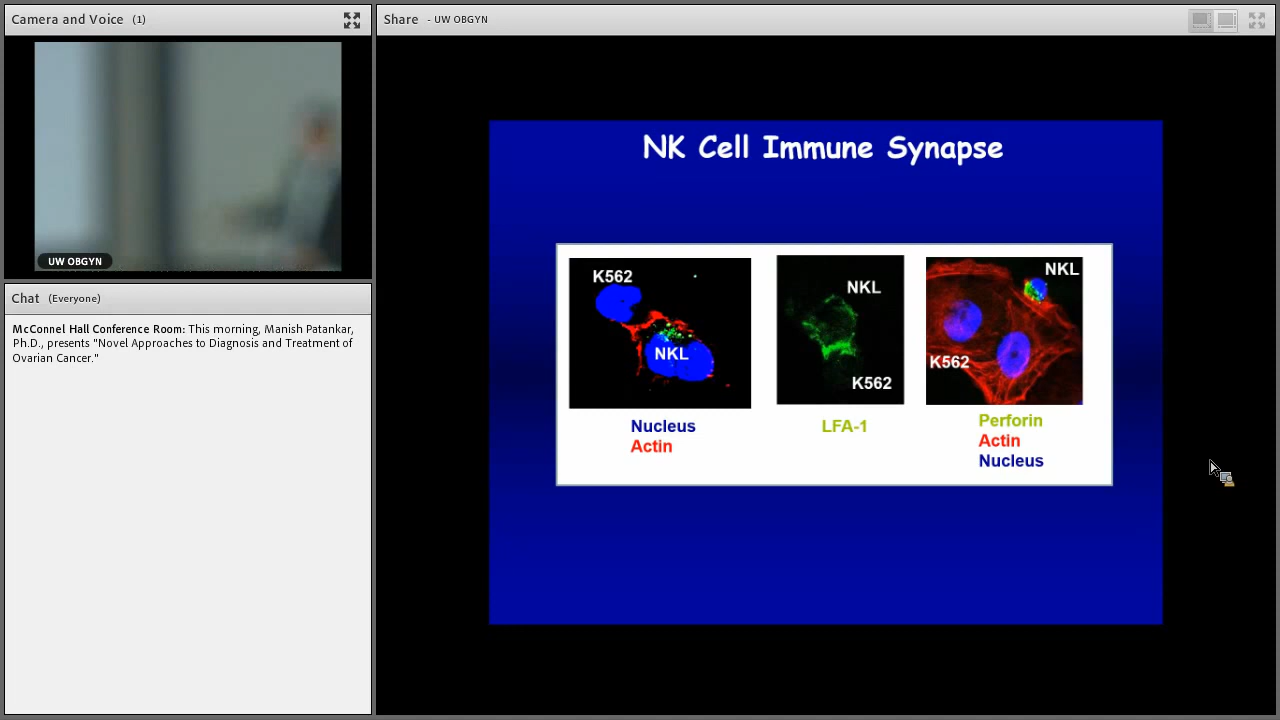 Camera and Voice (1)
UW OBGYN
Chat (Everyone)
McConnel Hall Conference Room: This morning, Manish Patankar,
Ph.D., presents "Novel Approaches to Diagnosis and Treatment of
Ovarian Cancer."
Share - UW OBGYN
NK Cell Immune Synapse
K562
NKL
Nucleus
Actin
NKL
K562
LFA-1
NKL
K562
Perforin
Actin
Nucleus